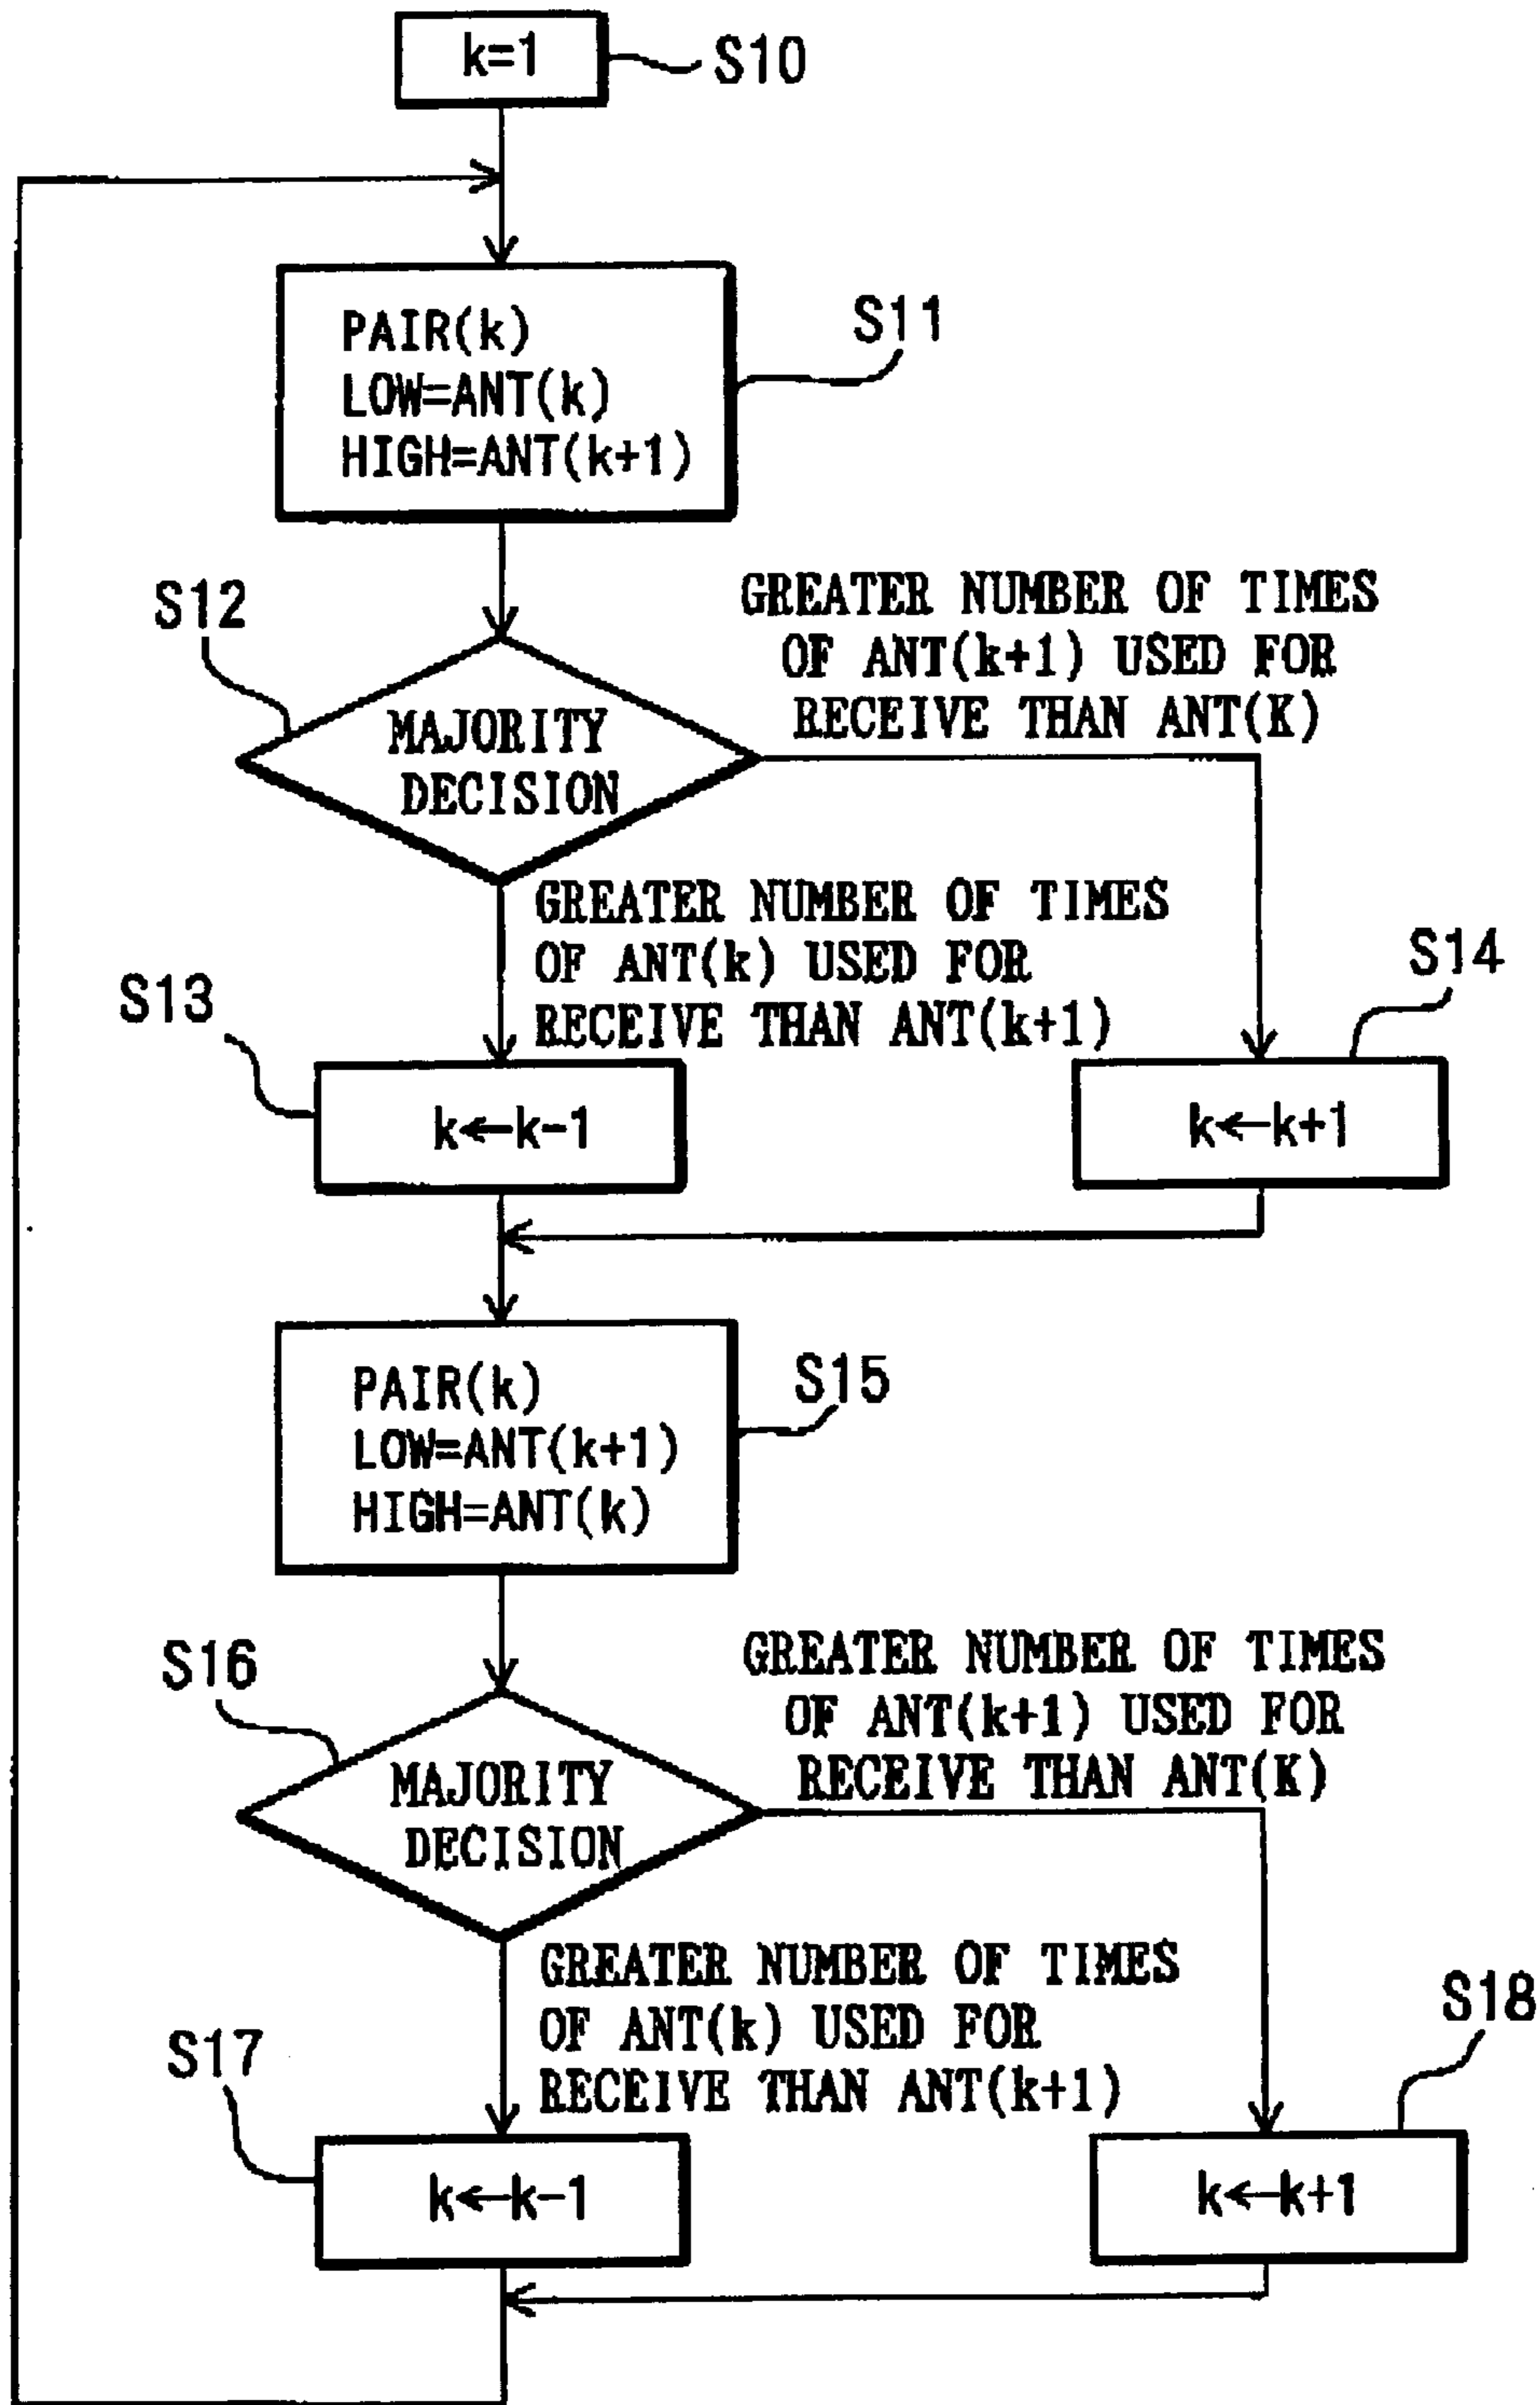 k=1
S10
PAIR(k)
LOW=ANT(k)
HIGH=ANT(k+1)
S11
S12
MAJORITY
DECISION
GREATER NUMBER OF TIMES
OF ANT(k+1) USED FOR
RECEIVE THAN ANT(K)
GREATER NUMBER OF TIMES
OF ANT(k) USED FOR
RECEIVE THAN ANT(k+1)
S13
k←k-1
S14
k←k+1
PAIR(k)
LOW=ANT(k+1)
HIGH=ANT(k)
S15
S16
MAJORITY
DECISION
GREATER NUMBER OF TIMES
OF ANT(k+1) USED FOR
RECEIVE THAN ANT(K)
GREATER NUMBER OF TIMES
OF ANT(k) USED FOR
RECEIVE THAN ANT(k+1)
S17
k←k-1
S18
k←k+1